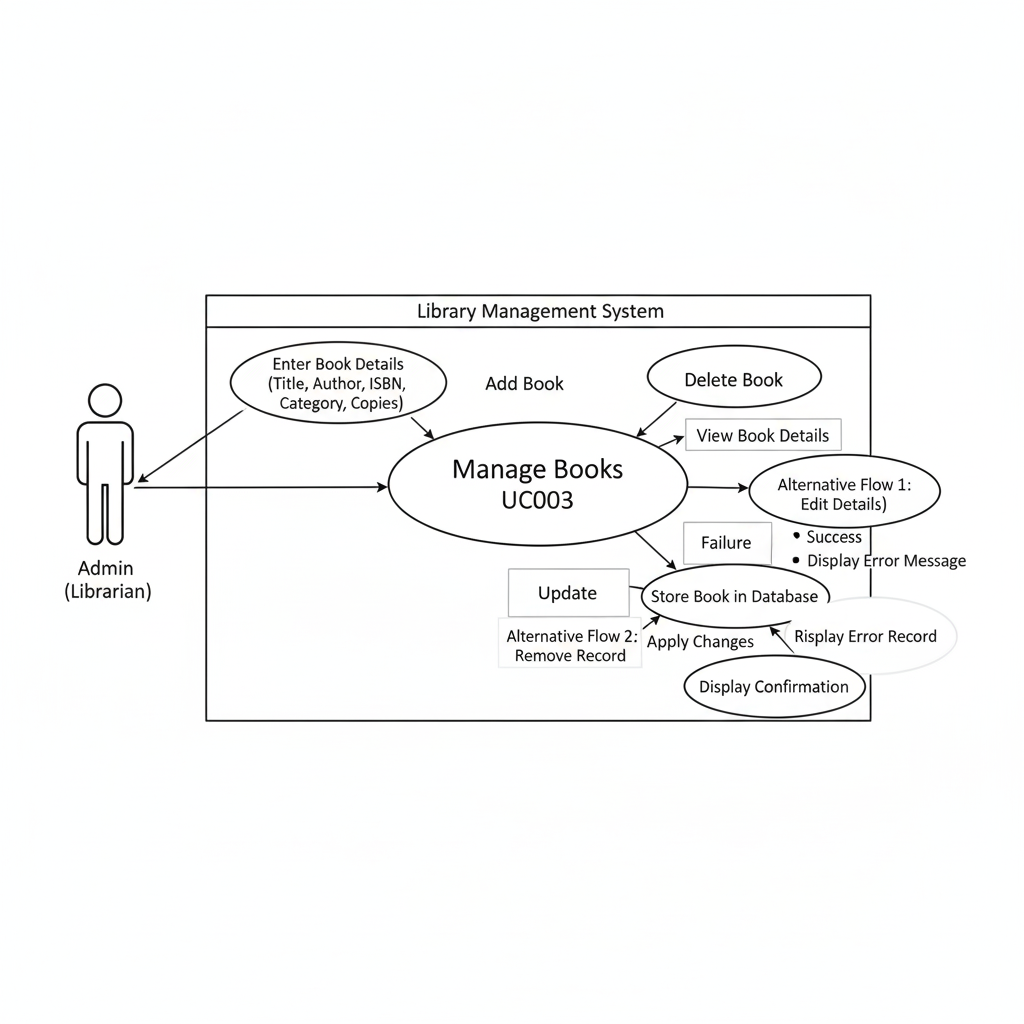 Library Management System
Enter Book Details
(Title, Author, ISBN,
Category, Copies)
Add Book
Delete Book
View Book Details
Manage Books
UC003
Alternative Flow 1:
Edit Details)
Failure
• Success
• Display Error Message
Admin
(Librarian)
Update
Store Book in Database
Alternative Flow 2:
Remove Record
Apply Changes
Risplay Error Record
Display Confirmation